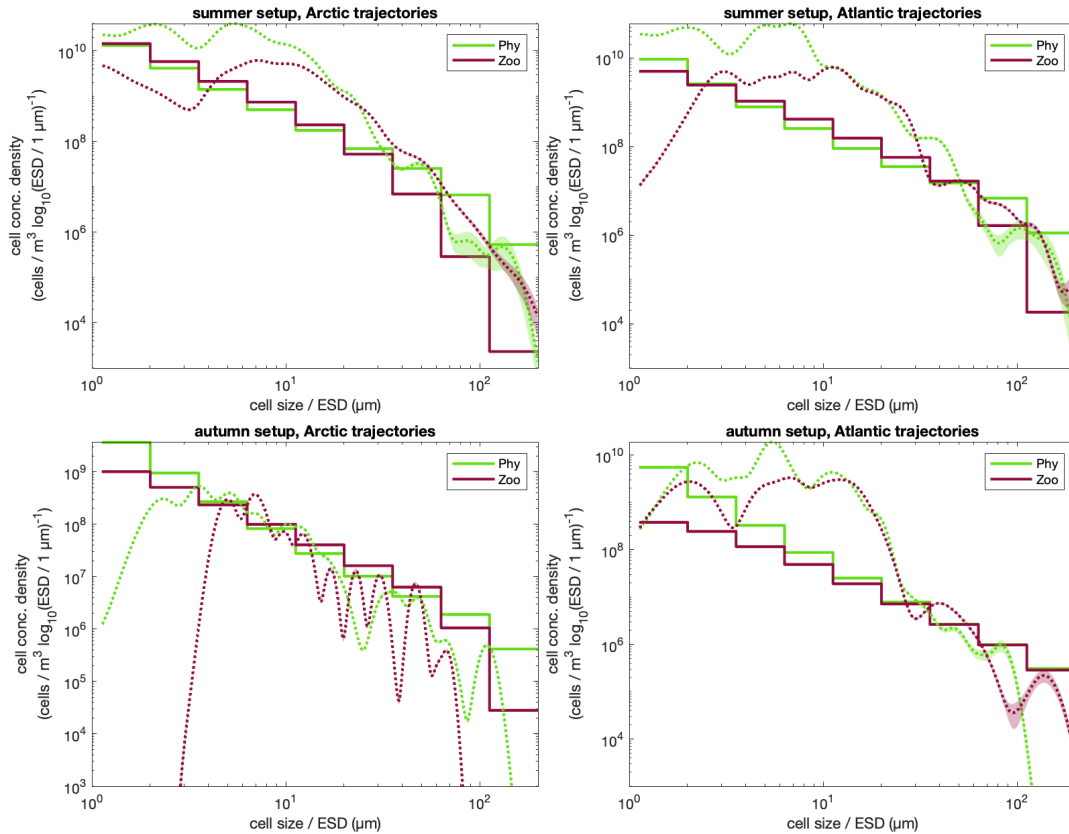 summer setup, Arctic trajectories
10^10
10^8
10^6
10^4
cell conc. density
(cells / m^3 log_10(ESD / 1 µm)^-1)
Phy
Zoo
10^0
10^1
10^2
cell size / ESD (µm)
summer setup, Atlantic trajectories
10^10
10^8
10^6
10^4
cell conc. density
(cells / m^3 log_10(ESD / 1 µm)^-1)
Phy
Zoo
10^0
10^1
10^2
cell size / ESD (µm)
autumn setup, Arctic trajectories
10^9
10^8
10^7
10^6
10^5
10^4
10^3
cell conc. density
(cells / m^3 log_10(ESD / 1 µm)^-1)
Phy
Zoo
10^0
10^1
10^2
cell size / ESD (µm)
autumn setup, Atlantic trajectories
10^10
10^8
10^6
10^4
cell conc. density
(cells / m^3 log_10(ESD / 1 µm)^-1)
Phy
Zoo
10^0
10^1
10^2
cell size / ESD (µm)